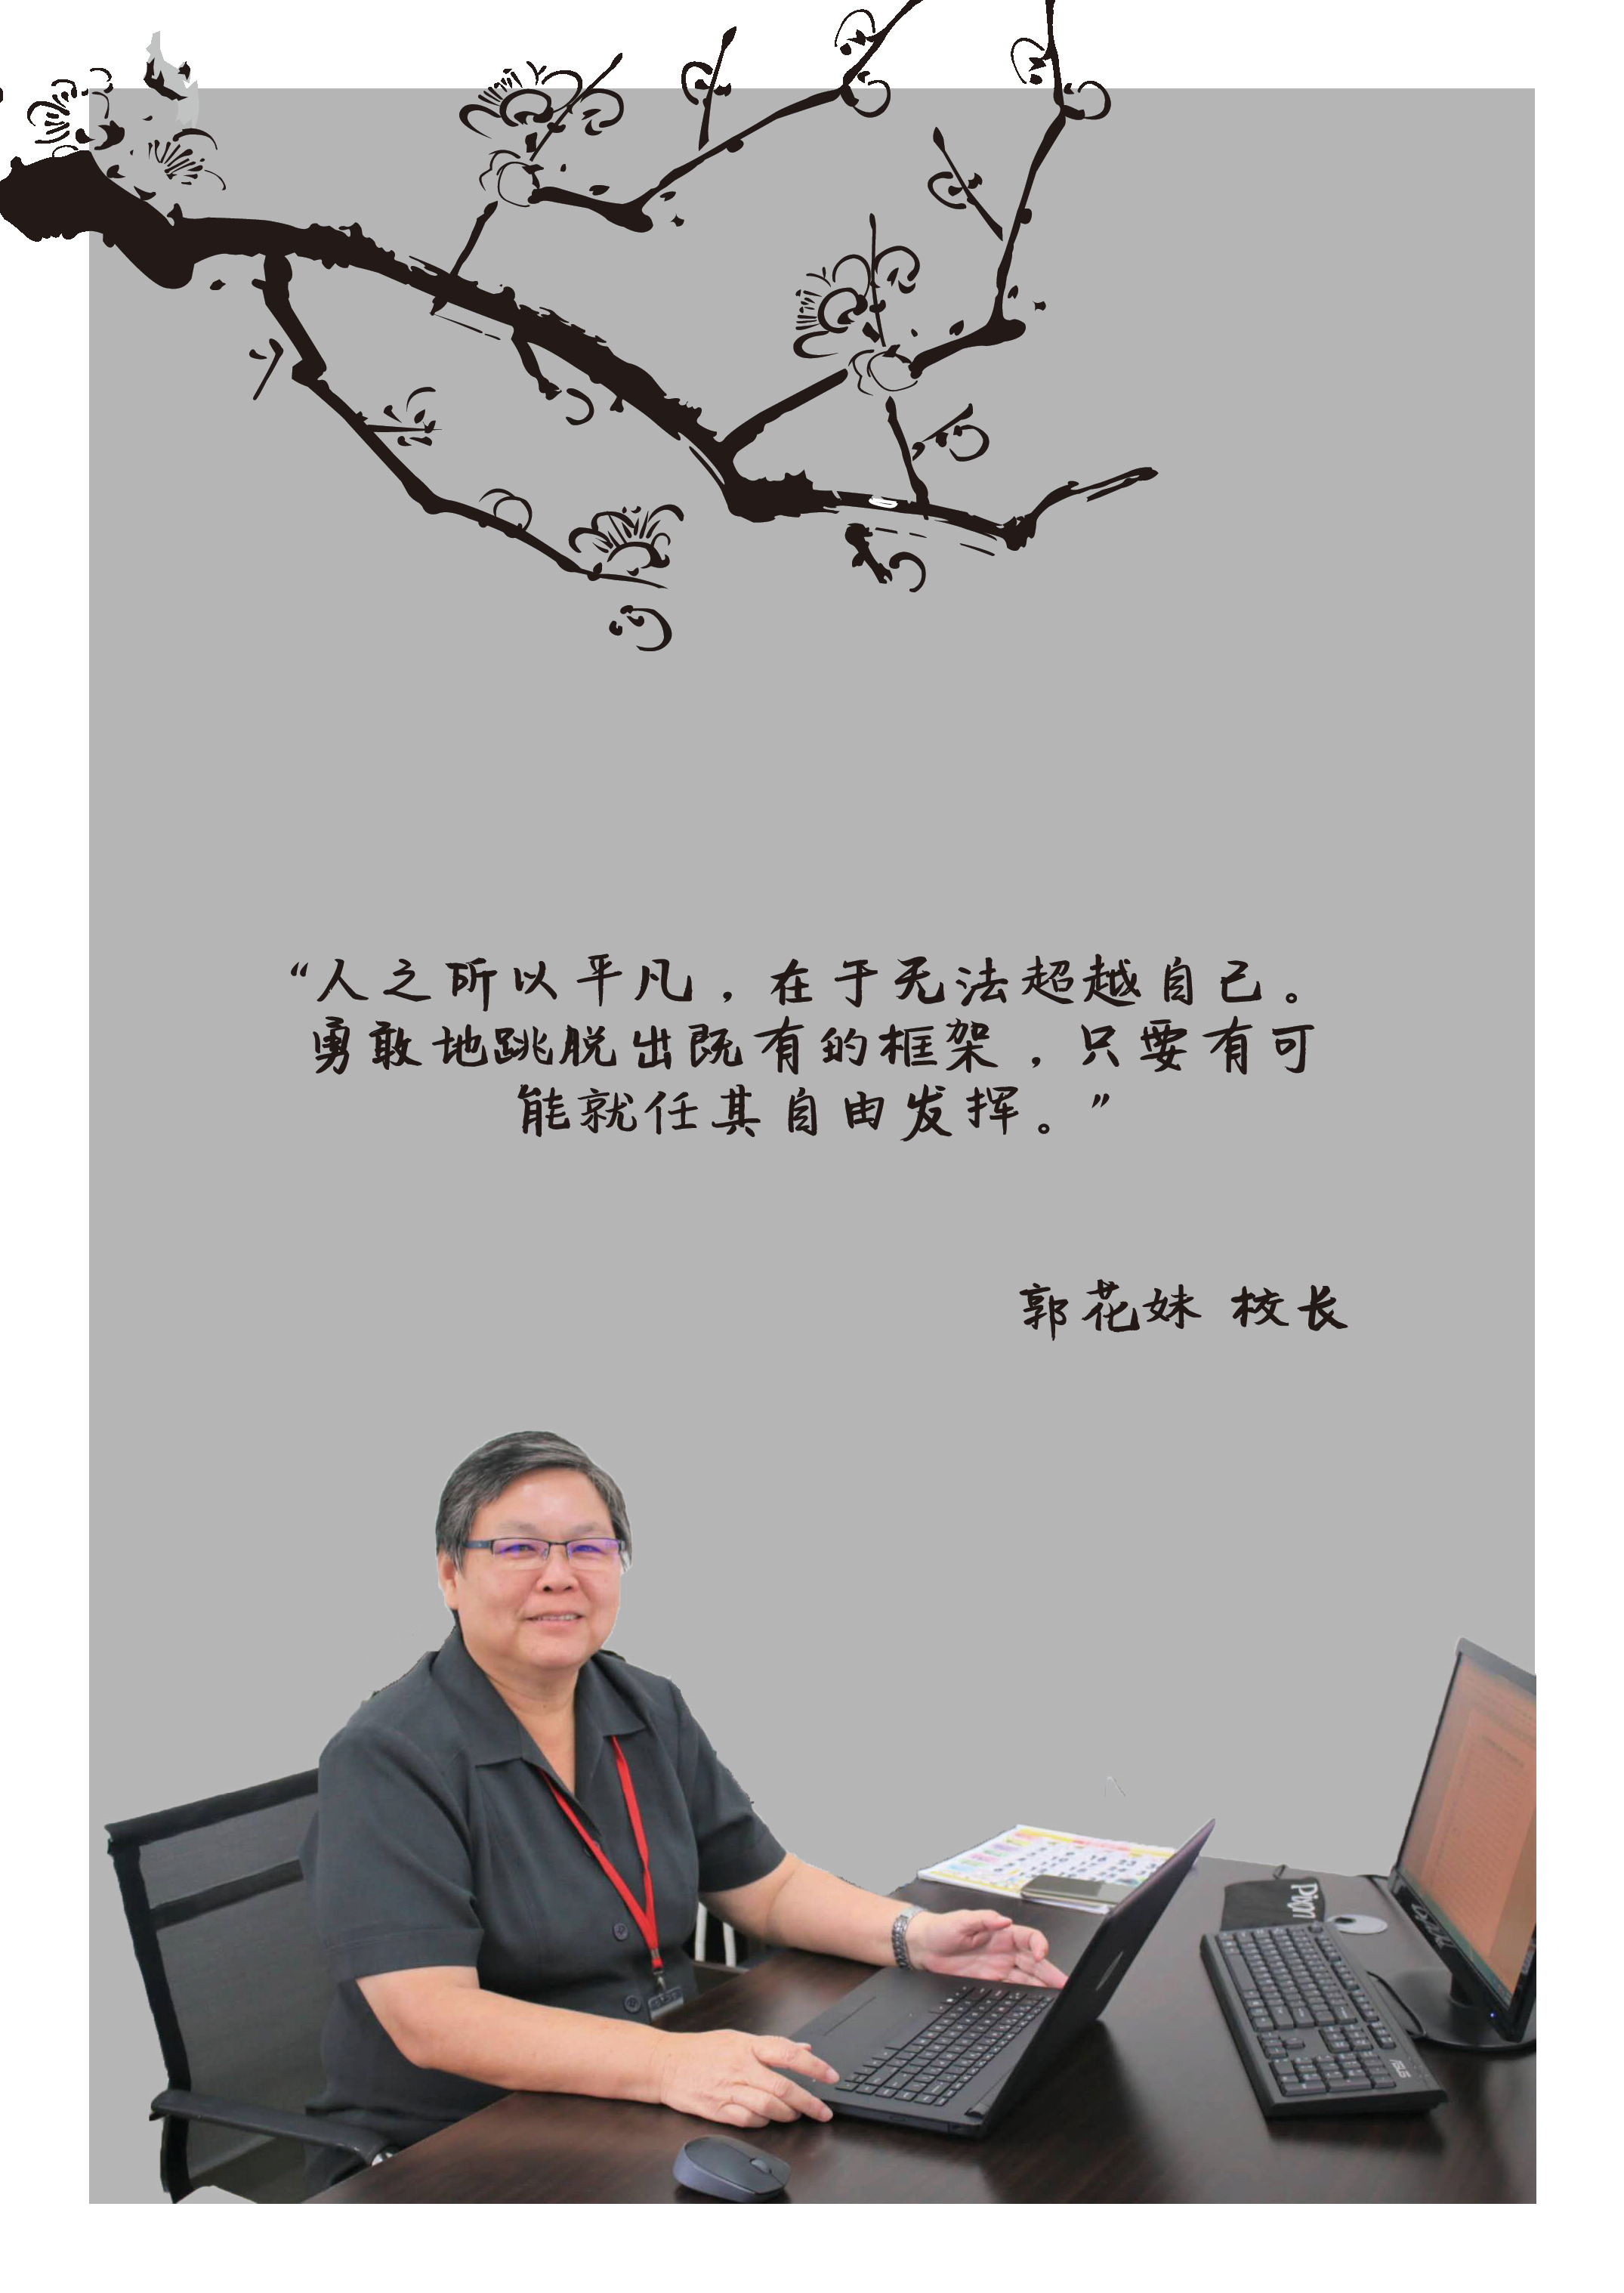 “人之所以平凡，在于无法超越自己。
勇敢地跳脱出既有的框架，只要有可
能就任其自由发挥。”
郭花妹 校长
ASUS